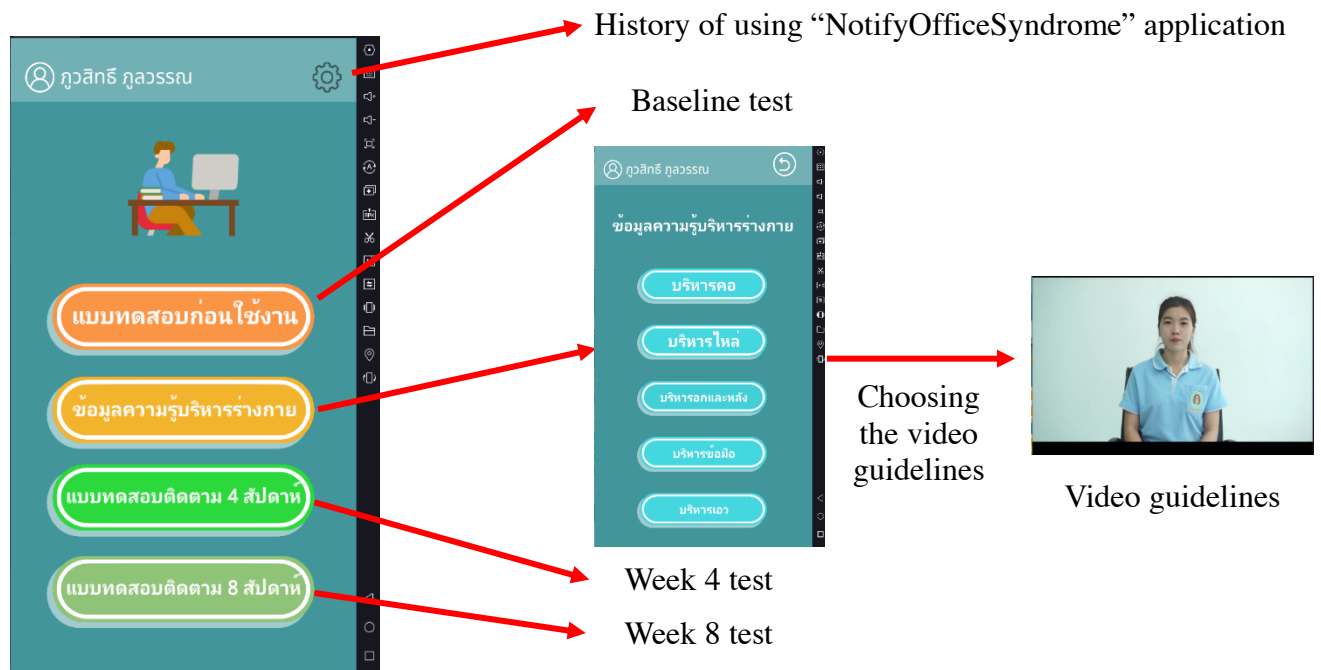 History of using “NotifyOfficeSyndrome” application
ภูวสิทธิ์ ภูลวรรณ
Baseline test
ภูวสิทธิ์ ภูลวรรณ
ข้อมูลความรู้บริหารร่างกาย
บริหารคอ
แบบทดสอบก่อนใช้งาน
บริหารไหล่
ข้อมูลความรู้บริหารร่างกาย
บริหารอกและหลัง
Choosing
the video
guidelines
บริหารข้อมือ
แบบทดสอบติดตาม 4 สัปดาห์
บริหารเอว
Video guidelines
Week 4 test
แบบทดสอบติดตาม 8 สัปดาห์
Week 8 test